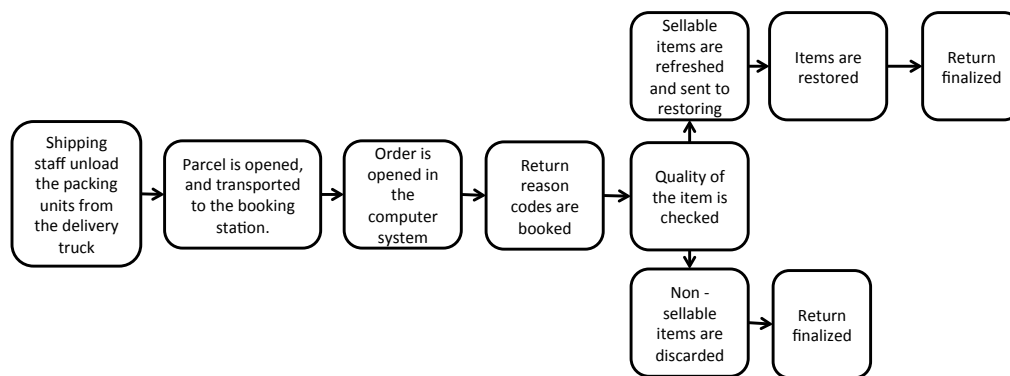 Shipping
staff unload
the packing
units from
the delivery
truck
Parcel is opened,
and transported
to the booking
station.
Order is
opened in
the
computer
system
Return
reason
codes are
booked
Quality of
the item is
checked
Sellable
items are
refreshed
and sent to
restoring
Items are
restored
Return
finalized
Non -
sellable
items are
discarded
Return
finalized